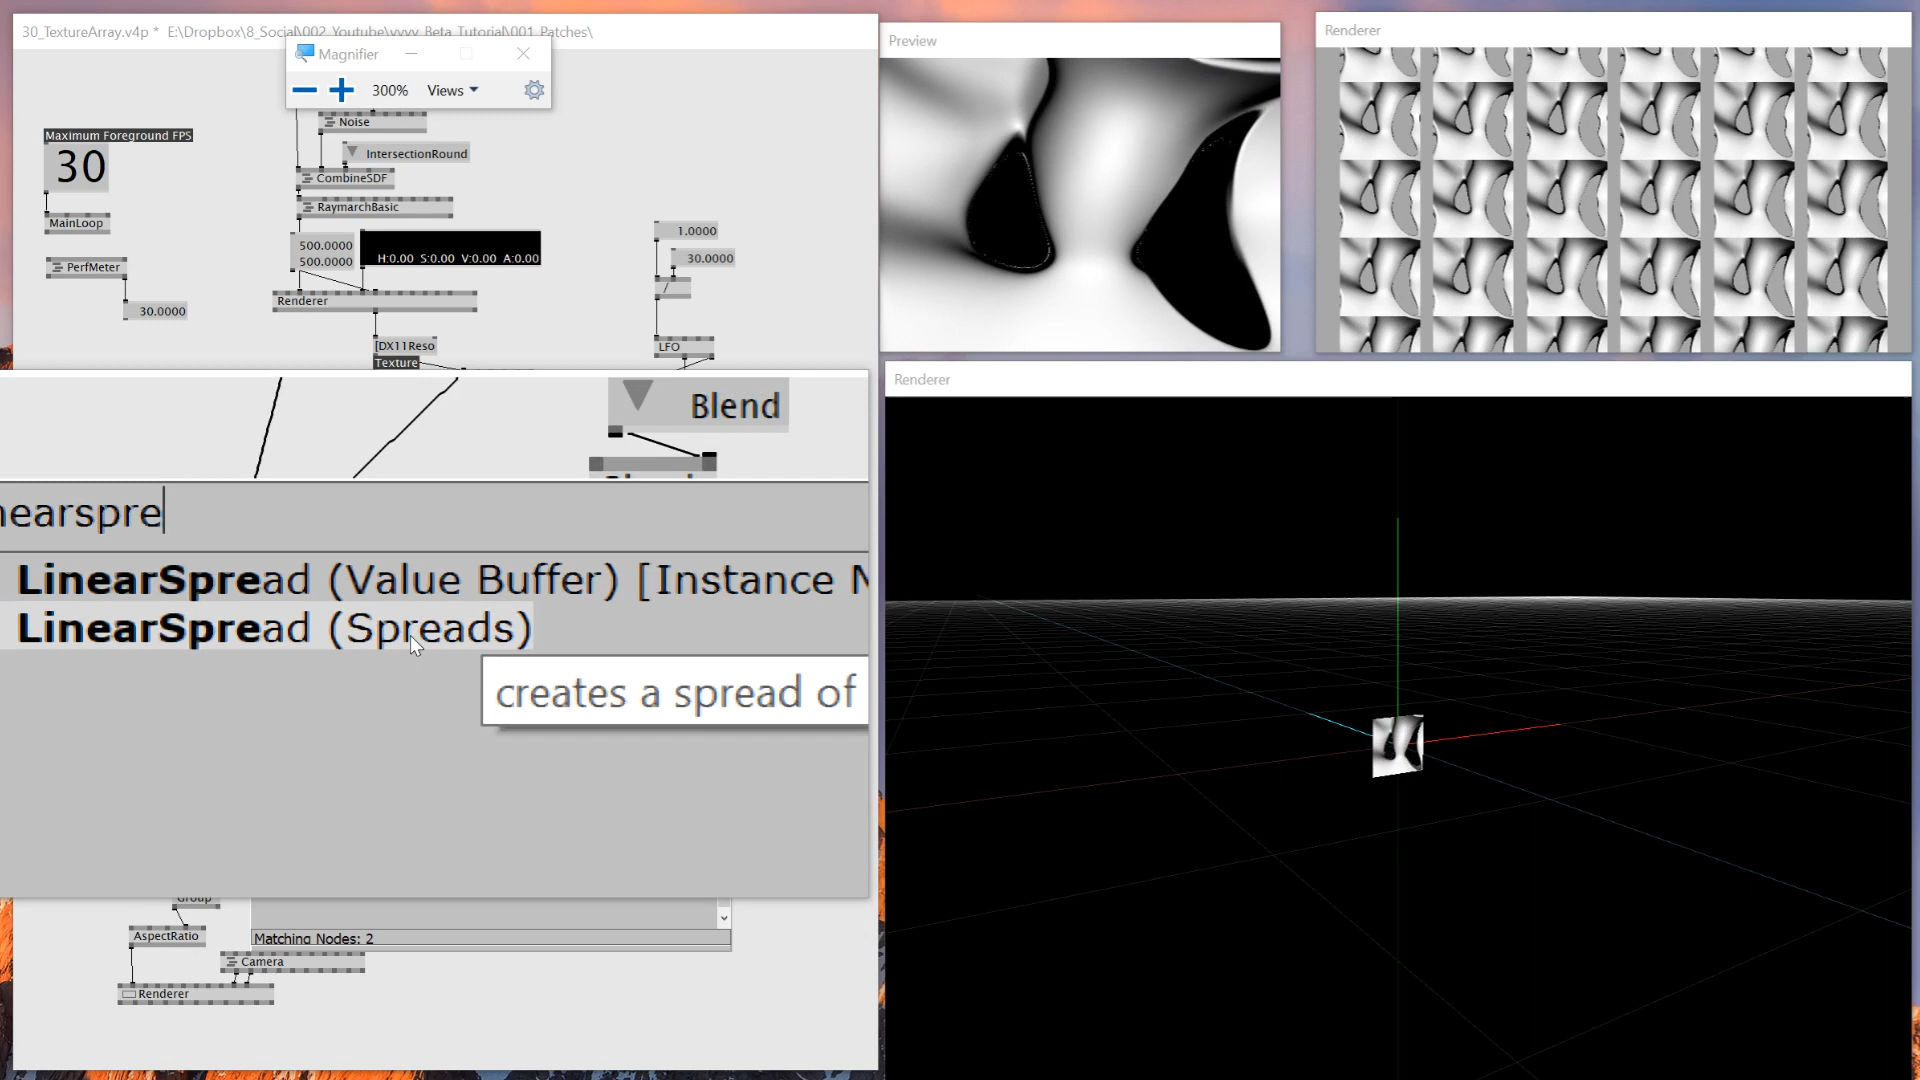 30_TextureArray.v4p * E:\Dropbox\8_Social\002_Youtube\vvvv_Beta_Tutorial\001_Patches\
Magnifier
300% Views
Noise
IntersectionRound
CombineSDF
RaymarchBasic
Maximum Foreground FPS
30
MainLoop
PerfMeter
30.0000
500.0000
500.0000
H:0.00 S:0.00 V:0.00 A:0.00
Renderer
[DX11Reso
Texture
1.0000
30.0000
/
LFO
Blend
nearspre
LinearSpread (Value Buffer) [Instance
LinearSpread (Spreads)
creates a spread of
Group
AspectRatio
Matching Nodes: 2
Camera
Renderer
Preview
Renderer
Renderer